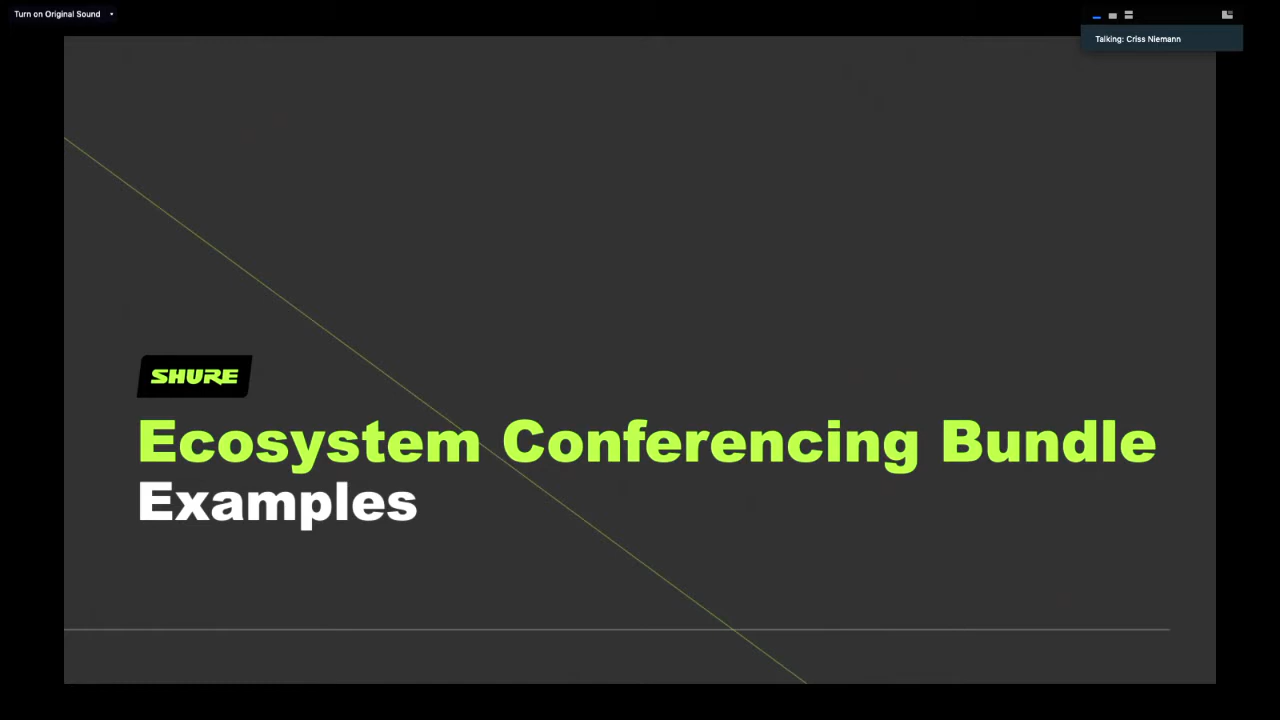 Turn on Original Sound
Talking: Criss Niemann
SHURE
Ecosystem Conferencing Bundle
Examples